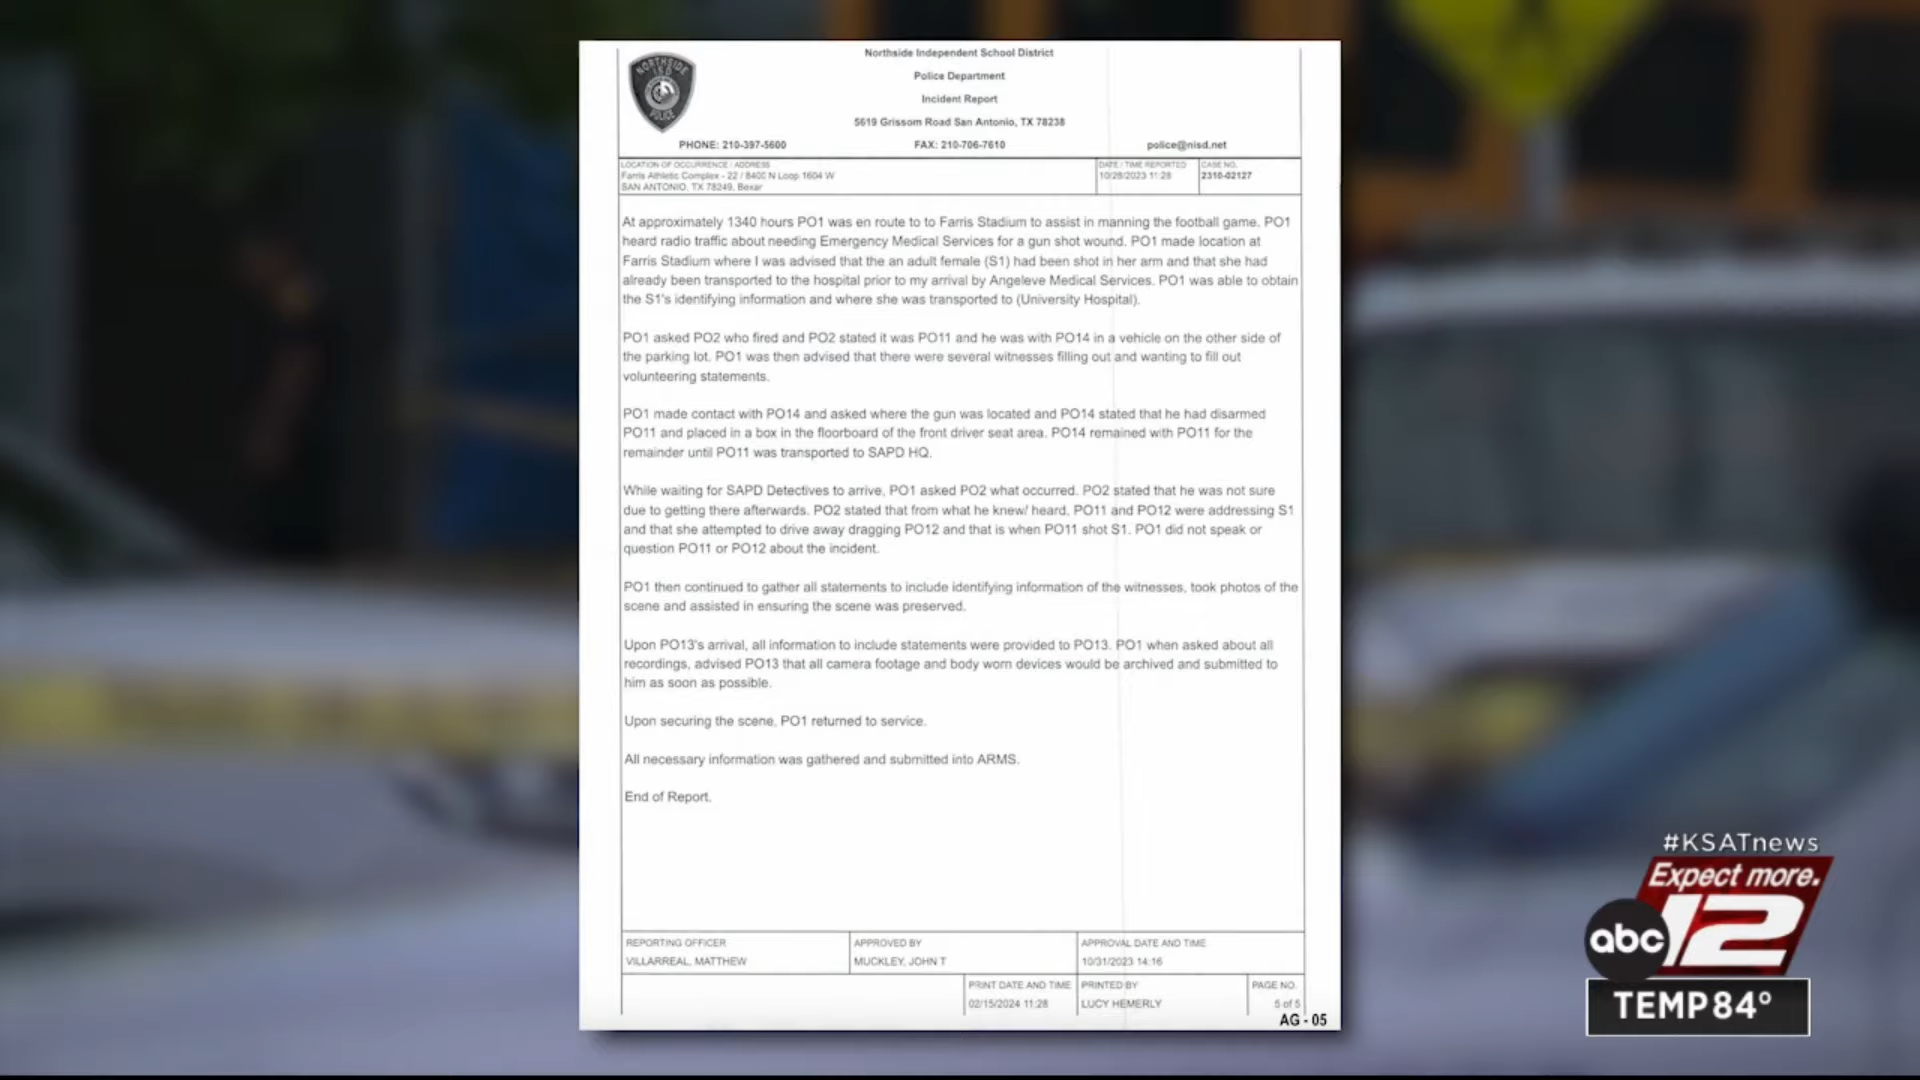 NORTHSIDE
I.S.D.
POLICE
Northside Independent School District
Police Department
Incident Report
5619 Grissom Road San Antonio, TX 78238
PHONE: 210-397-5600 FAX: 210-706-7610 police@nisd.net
LOCATION OF OCCURRENCE / ADDRESS DATE / TIME REPORTED CASE NO.
Farris Athletic Complex - 22 / 8400 N Loop 1604 W 10/28/2023 11:28 2310-02127
SAN ANTONIO, TX 78249, Bexar
At approximately 1340 hours PO1 was en route to to Farris Stadium to assist in manning the football game. PO1
heard radio traffic about needing Emergency Medical Services for a gun shot wound. PO1 made location at
Farris Stadium where I was advised that the an adult female (S1) had been shot in her arm and that she had
already been transported to the hospital prior to my arrival by Angeleve Medical Services. PO1 was able to obtain
the S1's identifying information and where she was transported to (University Hospital).
PO1 asked PO2 who fired and PO2 stated it was PO11 and he was with PO14 in a vehicle on the other side of
the parking lot. PO1 was then advised that there were several witnesses filling out and wanting to fill out
volunteering statements.
PO1 made contact with PO14 and asked where the gun was located and PO14 stated that he had disarmed
PO11 and placed in a box in the floorboard of the front driver seat area. PO14 remained with PO11 for the
remainder until PO11 was transported to SAPD HQ.
While waiting for SAPD Detectives to arrive, PO1 asked PO2 what occurred. PO2 stated that he was not sure
due to getting there afterwards. PO2 stated that from what he knew/ heard, PO11 and PO12 were addressing S1
and that she attempted to drive away dragging PO12 and that is when PO11 shot S1. PO1 did not speak or
question PO11 or PO12 about the incident.
PO1 then continued to gather all statements to include identifying information of the witnesses, took photos of the
scene and assisted in ensuring the scene was preserved.
Upon PO13's arrival, all information to include statements were provided to PO13. PO1 when asked about all
recordings, advised PO13 that all camera footage and body worn devices would be archived and submitted to
him as soon as possible.
Upon securing the scene, PO1 returned to service.
All necessary information was gathered and submitted into ARMS.
End of Report.
REPORTING OFFICER APPROVED BY APPROVAL DATE AND TIME
VILLARREAL, MATTHEW MUCKLEY, JOHN T 10/31/2023 14:16
PRINT DATE AND TIME PRINTED BY PAGE NO.
02/15/2024 11:28 LUCY HEMERLY 5 of 5
AG - 05
#KSATnews
Expect more.
abc 12
TEMP 84°